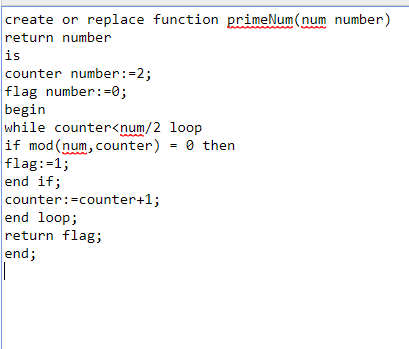 create or replace function primeNum(num number)
return number
is
counter number:=2;
flag number:=0;
begin
while counter<num/2 loop
if mod(num,counter) = 0 then
flag:=1;
end if;
counter:=counter+1;
end loop;
return flag;
end;